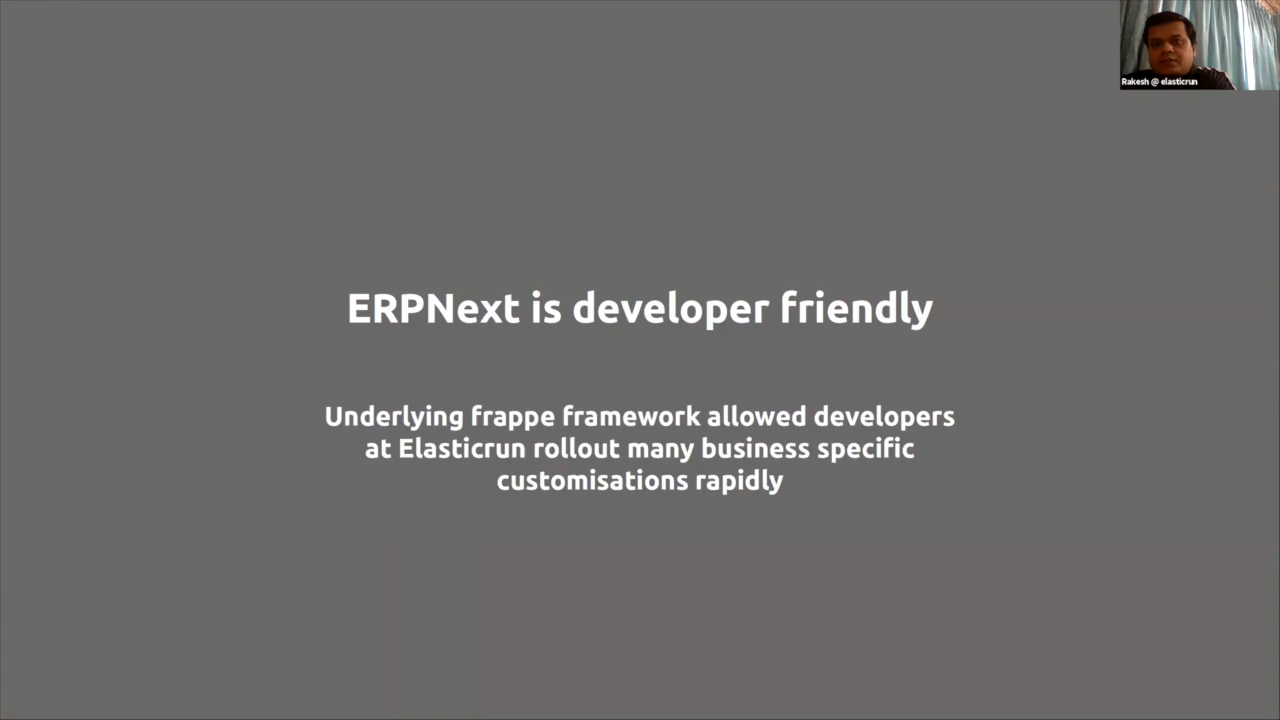 Rakesh @ elasticrun
ERPNext is developer friendly
Underlying frappe framework allowed developers
at Elasticrun rollout many business specific
customisations rapidly